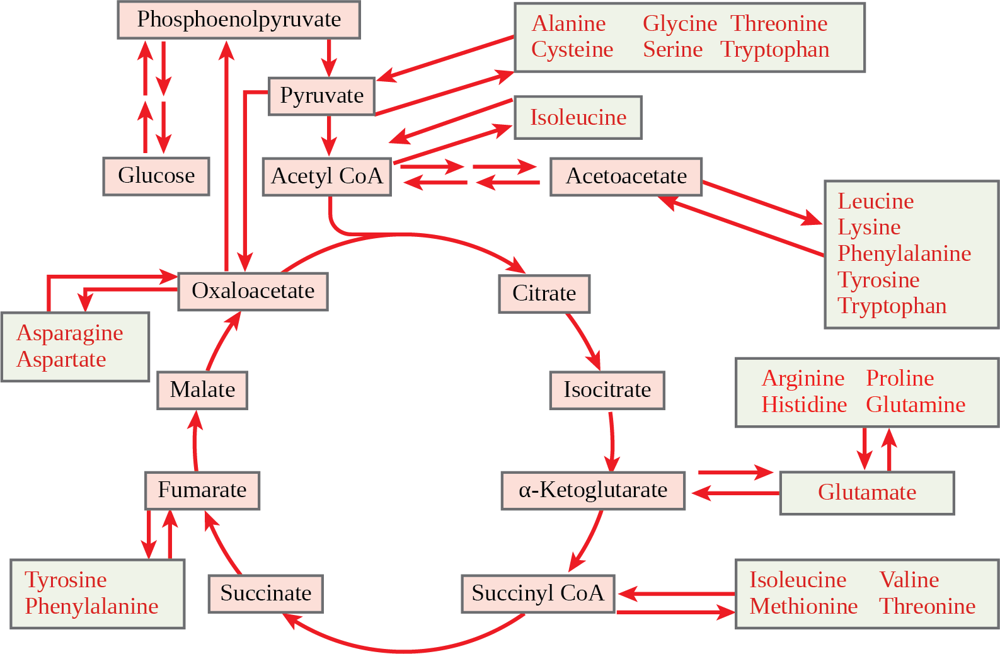 Phosphoenolpyruvate
Alanine Glycine Threonine
Cysteine Serine Tryptophan
Pyruvate
Isoleucine
Glucose
Acetyl CoA
Acetoacetate
Leucine
Lysine
Phenylalanine
Tyrosine
Tryptophan
Oxaloacetate
Citrate
Asparagine
Aspartate
Malate
Isocitrate
Arginine Proline
Histidine Glutamine
Fumarate
α-Ketoglutarate
Glutamate
Tyrosine
Phenylalanine
Succinate
Succinyl CoA
Isoleucine Valine
Methionine Threonine